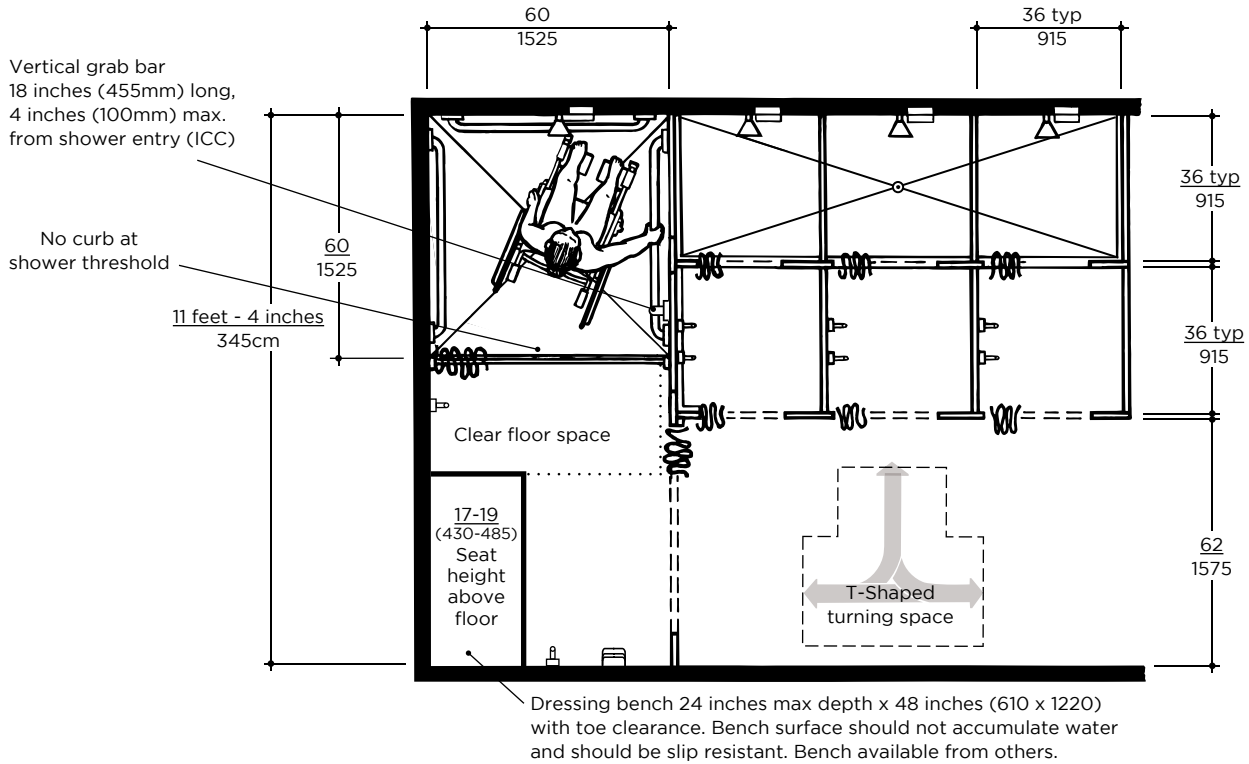 60
1525
36 typ
915
Vertical grab bar
18 inches (455mm) long,
4 inches (100mm) max.
from shower entry (ICC)
No curb at
shower threshold
60
1525
11 feet - 4 inches
345cm
36 typ
915
36 typ
915
Clear floor space
17-19
(430-485)
Seat
height
above
floor
T-Shaped
turning space
62
1575
Dressing bench 24 inches max depth x 48 inches (610 x 1220)
with toe clearance. Bench surface should not accumulate water
and should be slip resistant. Bench available from others.